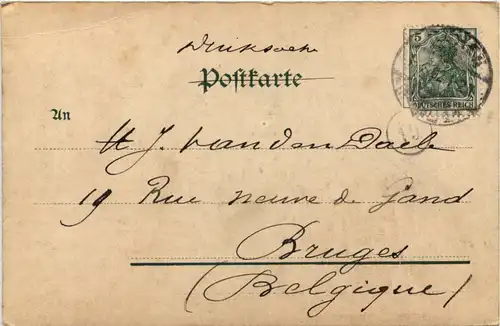 Drucksache
Postkarte
5
DEUTSCHES REICH
An
J. Van den Daele
19 Rue neuve de Gand
Bruges
(Belgique)